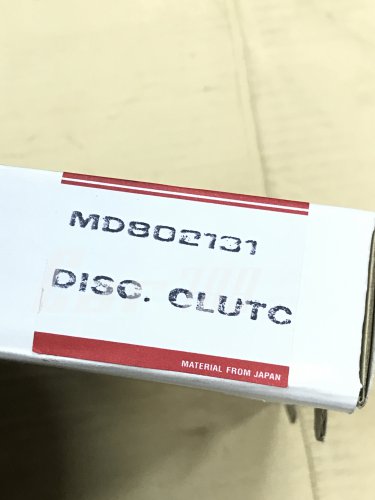 MD802131
DISC. CLUTC
MATERIAL FROM JAPAN